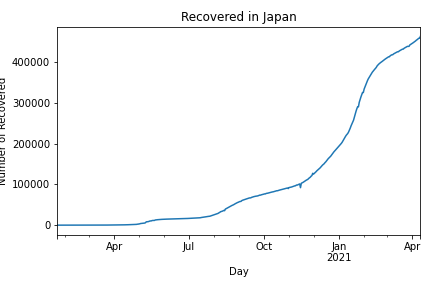 Recovered in Japan
Number of Recovered
400000
300000
200000
100000
0
Apr
Jul
Oct
Jan
2021
Apr
Day